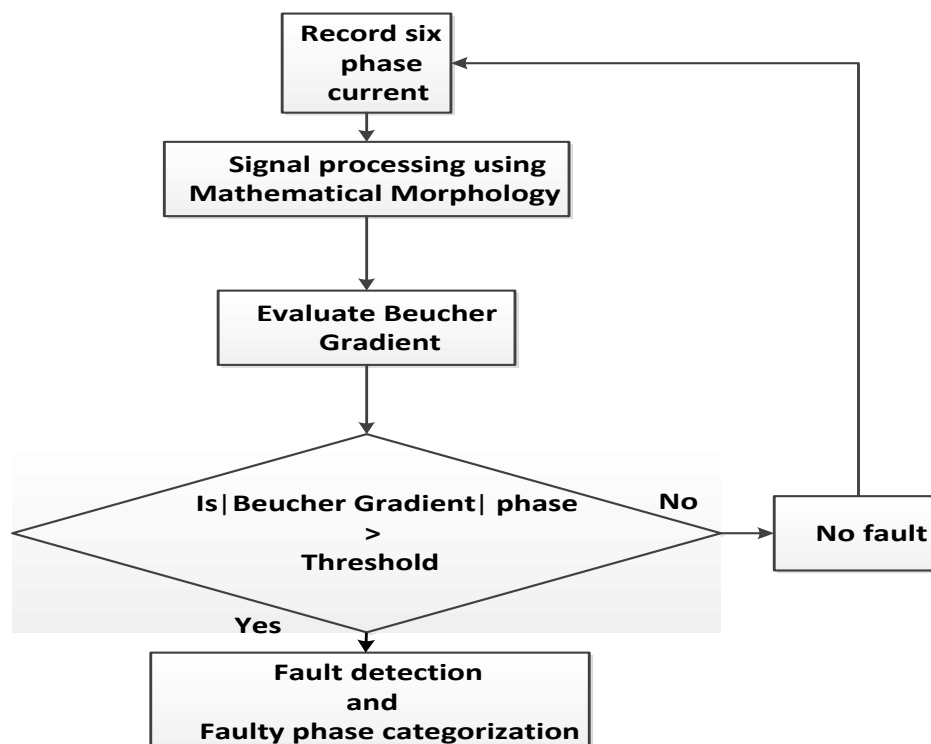 Record six
phase
current
Signal processing using
Mathematical Morphology
Evaluate Beucher
Gradient
Is|Beucher Gradient| phase
>
Threshold
No
No fault
Yes
Fault detection
and
Faulty phase categorization